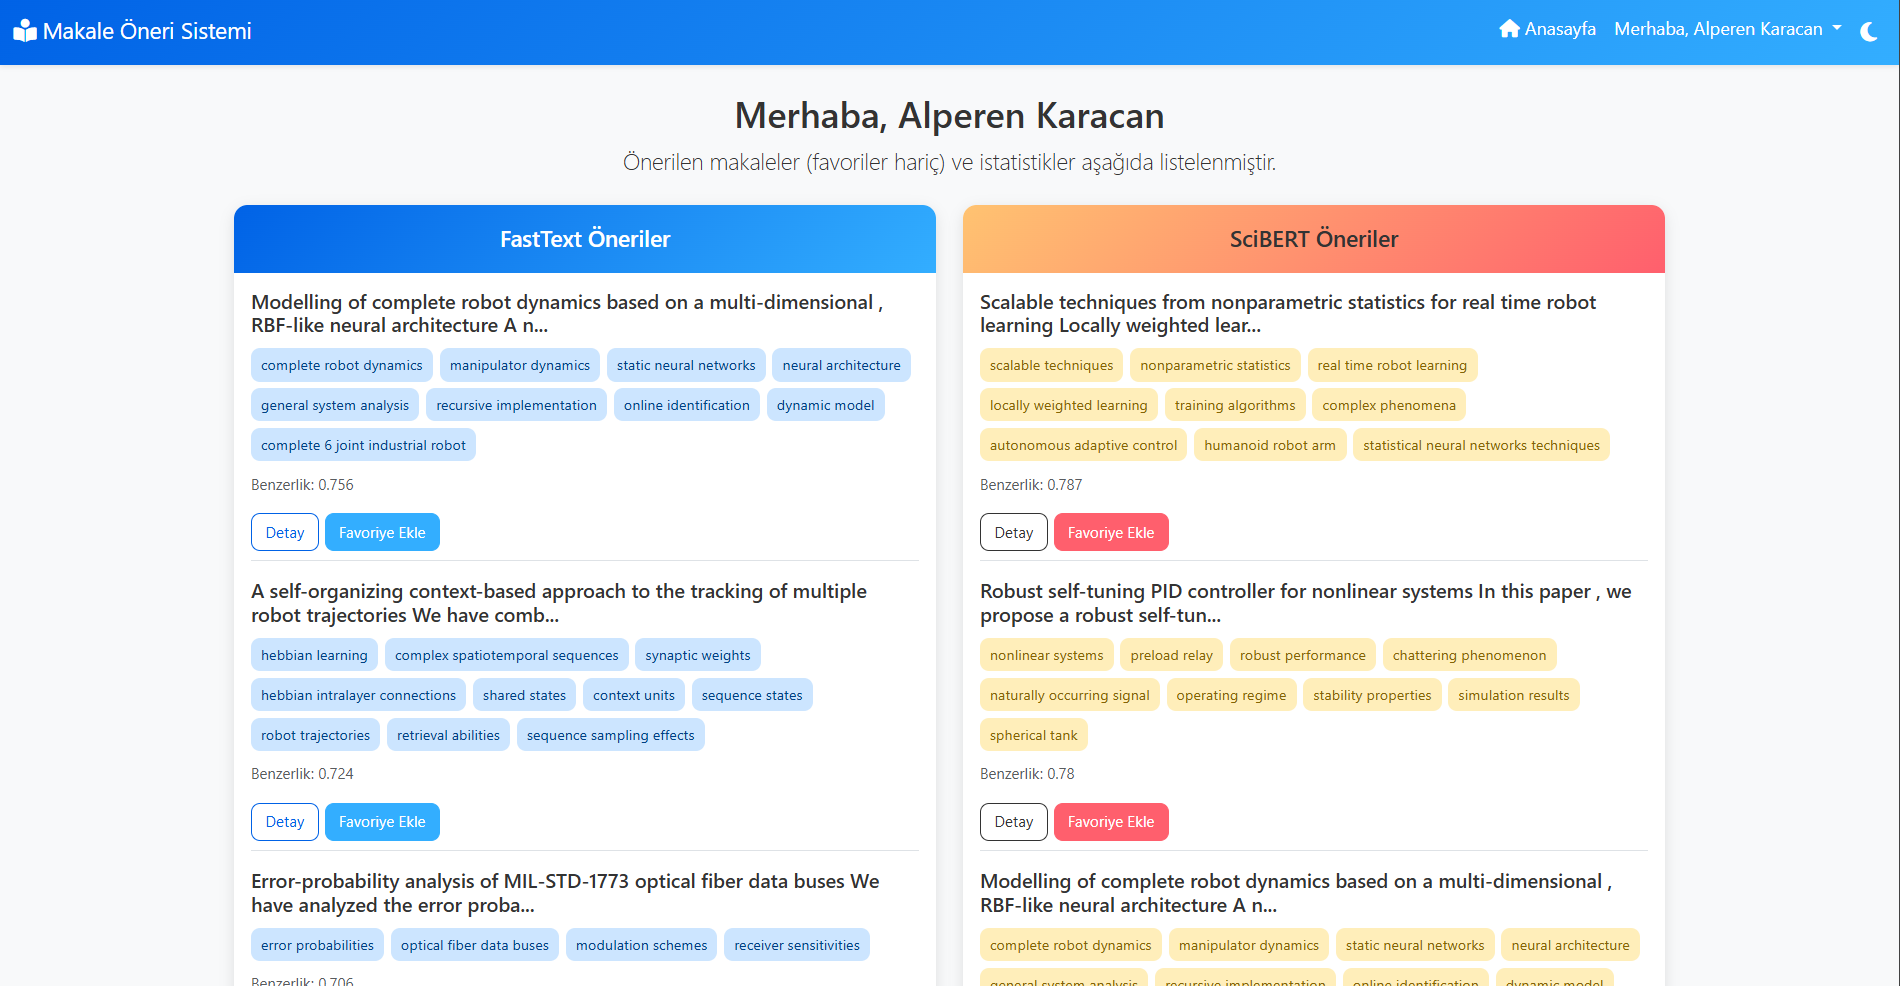 Makale Öneri Sistemi
Anasayfa Merhaba, Alperen Karacan
Merhaba, Alperen Karacan
Önerilen makaleler (favoriler hariç) ve istatistikler aşağıda listelenmiştir.
FastText Öneriler
Modelling of complete robot dynamics based on a multi-dimensional ,
RBF-like neural architecture A n...
complete robot dynamics manipulator dynamics static neural networks neural architecture
general system analysis recursive implementation online identification dynamic model
complete 6 joint industrial robot
Benzerlik: 0.756
Detay Favoriye Ekle
A self-organizing context-based approach to the tracking of multiple
robot trajectories We have comb...
hebbian learning complex spatiotemporal sequences synaptic weights
hebbian intralayer connections shared states context units sequence states
robot trajectories retrieval abilities sequence sampling effects
Benzerlik: 0.724
Detay Favoriye Ekle
Error-probability analysis of MIL-STD-1773 optical fiber data buses We
have analyzed the error proba...
error probabilities optical fiber data buses modulation schemes receiver sensitivities
Benzerlik: 0.706
SciBERT Öneriler
Scalable techniques from nonparametric statistics for real time robot
learning Locally weighted lear...
scalable techniques nonparametric statistics real time robot learning
locally weighted learning training algorithms complex phenomena
autonomous adaptive control humanoid robot arm statistical neural networks techniques
Benzerlik: 0.787
Detay Favoriye Ekle
Robust self-tuning PID controller for nonlinear systems In this paper , we
propose a robust self-tun...
nonlinear systems preload relay robust performance chattering phenomenon
naturally occurring signal operating regime stability properties simulation results
spherical tank
Benzerlik: 0.78
Detay Favoriye Ekle
Modelling of complete robot dynamics based on a multi-dimensional ,
RBF-like neural architecture A n...
complete robot dynamics manipulator dynamics static neural networks neural architecture
general system analysis recursive implementation online identification dynamic model